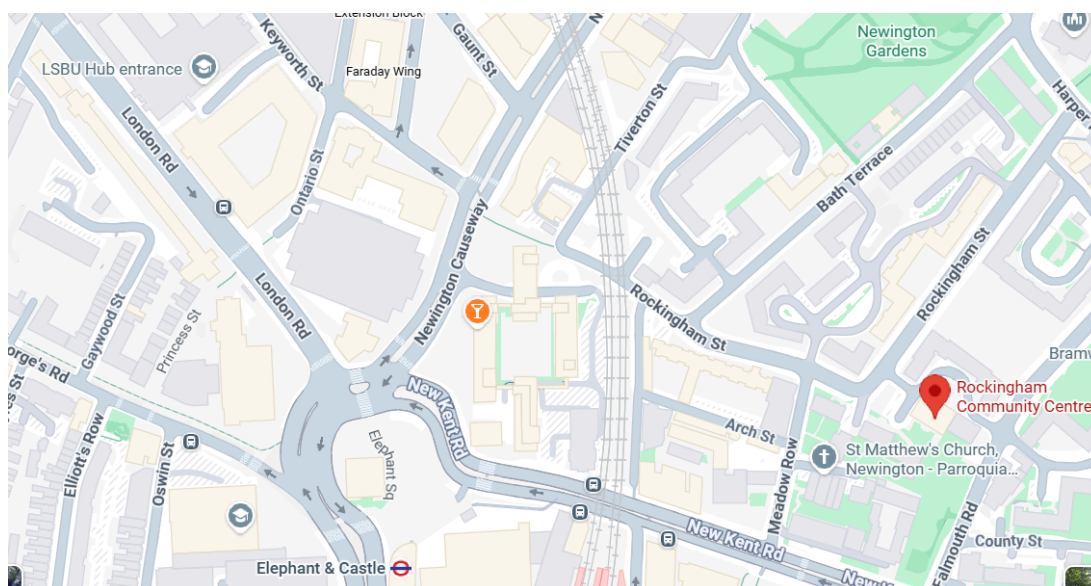 Extension Block
Newington
Gardens
Keyworth St
Gaunt St
LSBU Hub entrance
Faraday Wing
Harper
Tiverton St
London Rd
Ontario St
Bath Terrace
Newington Causeway
Rockingham St
Rockingham St
Gaywood St
Princess St
London Rd
orge's Rd
Bramw
New Kent Rd
Rockingham
Community Centre
Elliott's Row
Oswin St
Elephant Sq
Arch St
Meadow Row
St Matthew's Church,
Newington - Parroquia...
New Kent Rd
Falmouth Rd
County St
Elephant & Castle